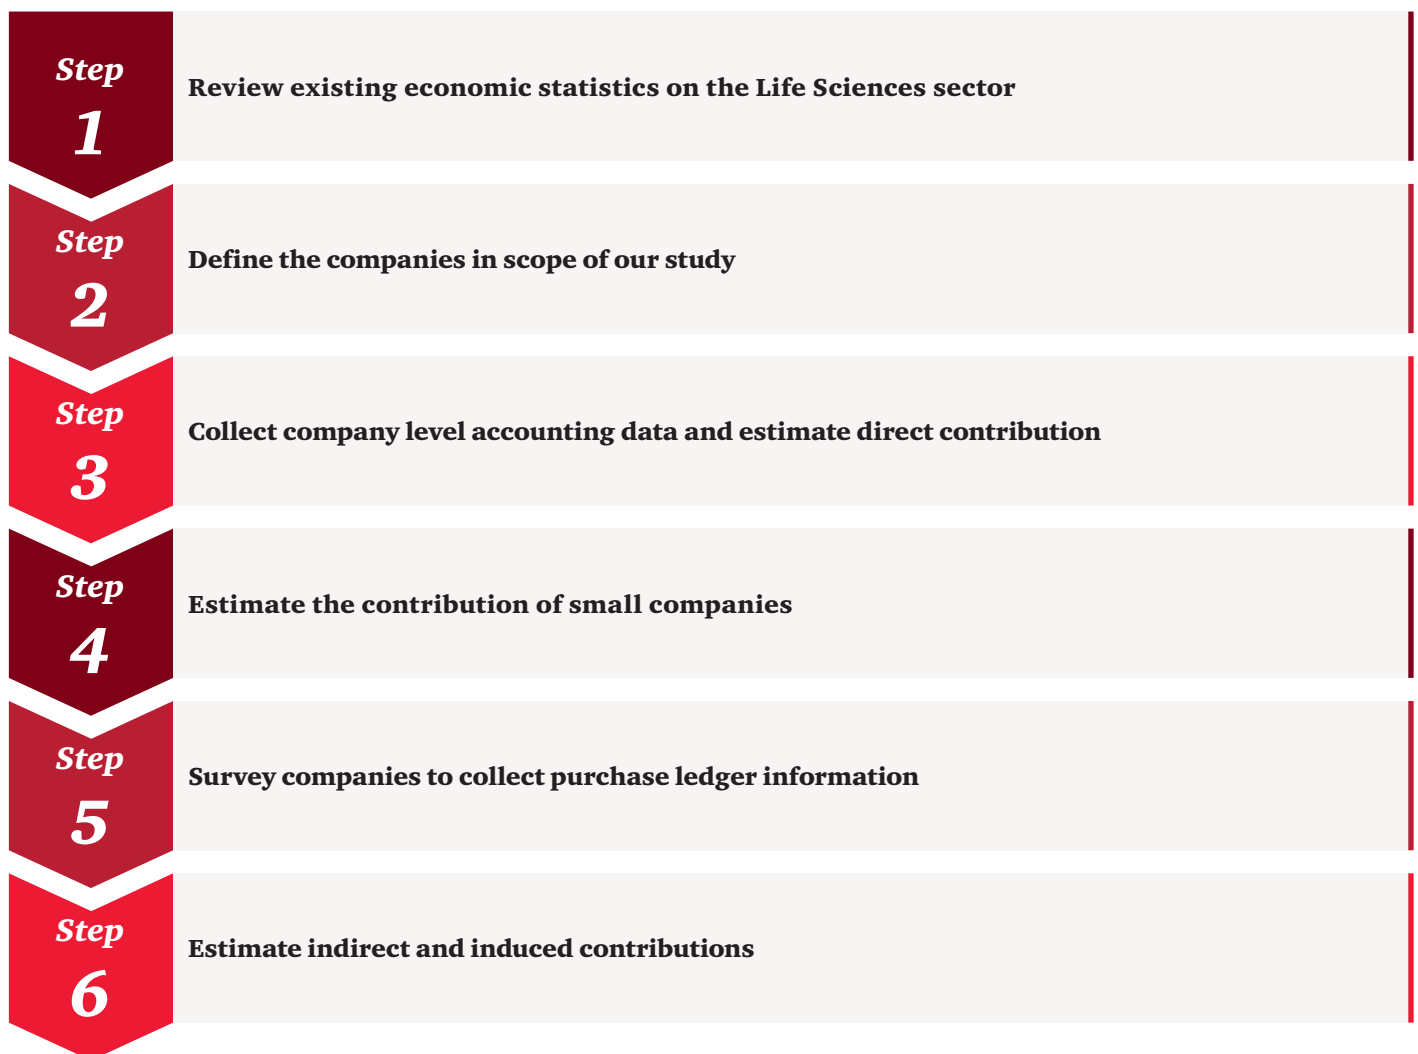 Step
1
Review existing economic statistics on the Life Sciences sector
Step
2
Define the companies in scope of our study
Step
3
Collect company level accounting data and estimate direct contribution
Step
4
Estimate the contribution of small companies
Step
5
Survey companies to collect purchase ledger information
Step
6
Estimate indirect and induced contributions